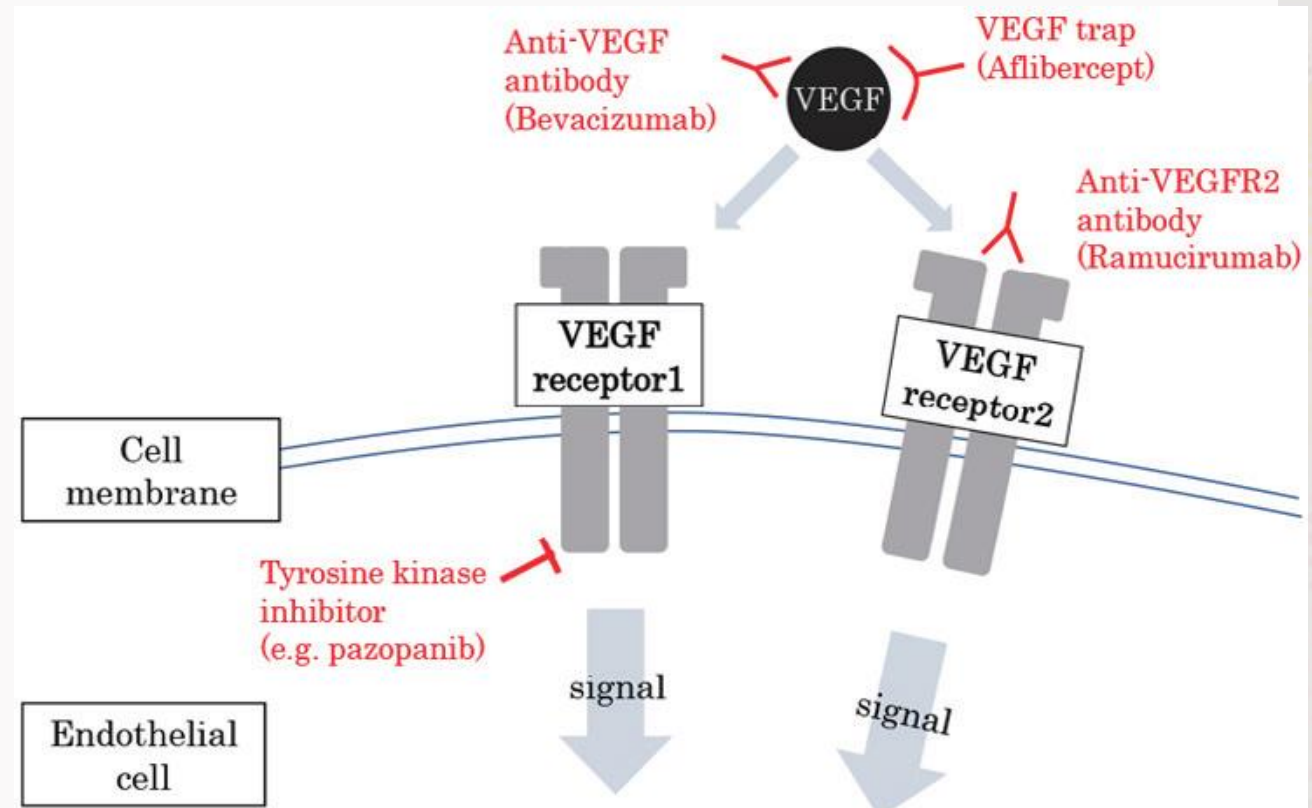 Anti-VEGF
antibody
(Bevacizumab)
VEGF
VEGF trap
(Aflibercept)
Anti-VEGFR2
antibody
(Ramucirumab)
VEGF
receptor1
VEGF
receptor2
Cell
membrane
Tyrosine kinase
inhibitor
(e.g. pazopanib)
signal
signal
Endothelial
cell